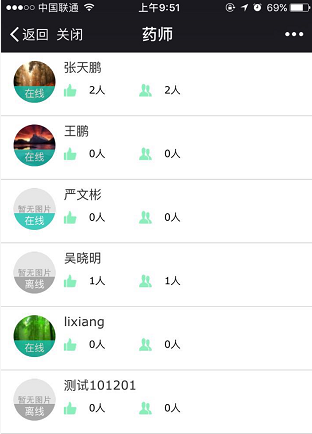 中国联通 上午9:51 69%
返回 关闭 药师
张天鹏
在线 2人 2人
王鹏
在线 0人 0人
严文彬
暂无图片
在线 0人 0人
吴晓明
暂无图片
离线 1人 1人
lixiang
在线 0人 0人
测试101201
暂无图片
离线 0人 0人